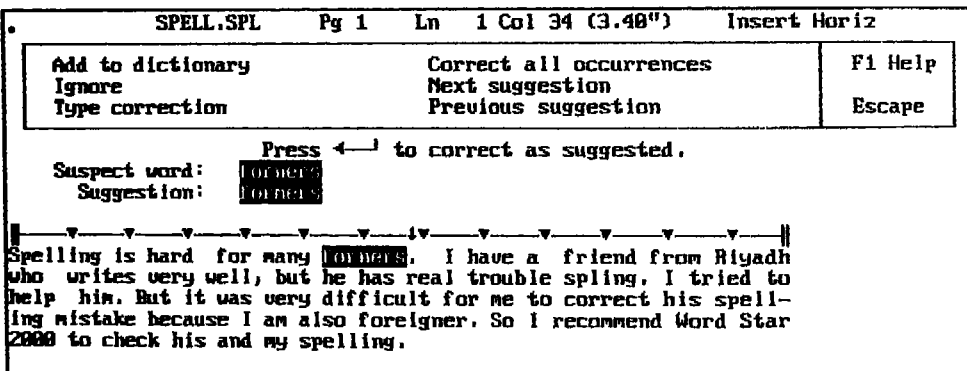 SPELL.SPL Pg 1 Ln 1 Col 34 (3.40") Insert Horiz
Add to dictionary Correct all occurrences F1 Help
Ignore Next suggestion
Type correction Previous suggestion Escape
Press ←┘ to correct as suggested.
Suspect word:
Suggestion:
Spelling is hard for many . I have a friend from Riyadh
who writes very well, but he has real trouble spling. I tried to
help him. But it was very difficult for me to correct his spell-
ing mistake because I am also foreigner. So I recommend Word Star
2000 to check his and my spelling.